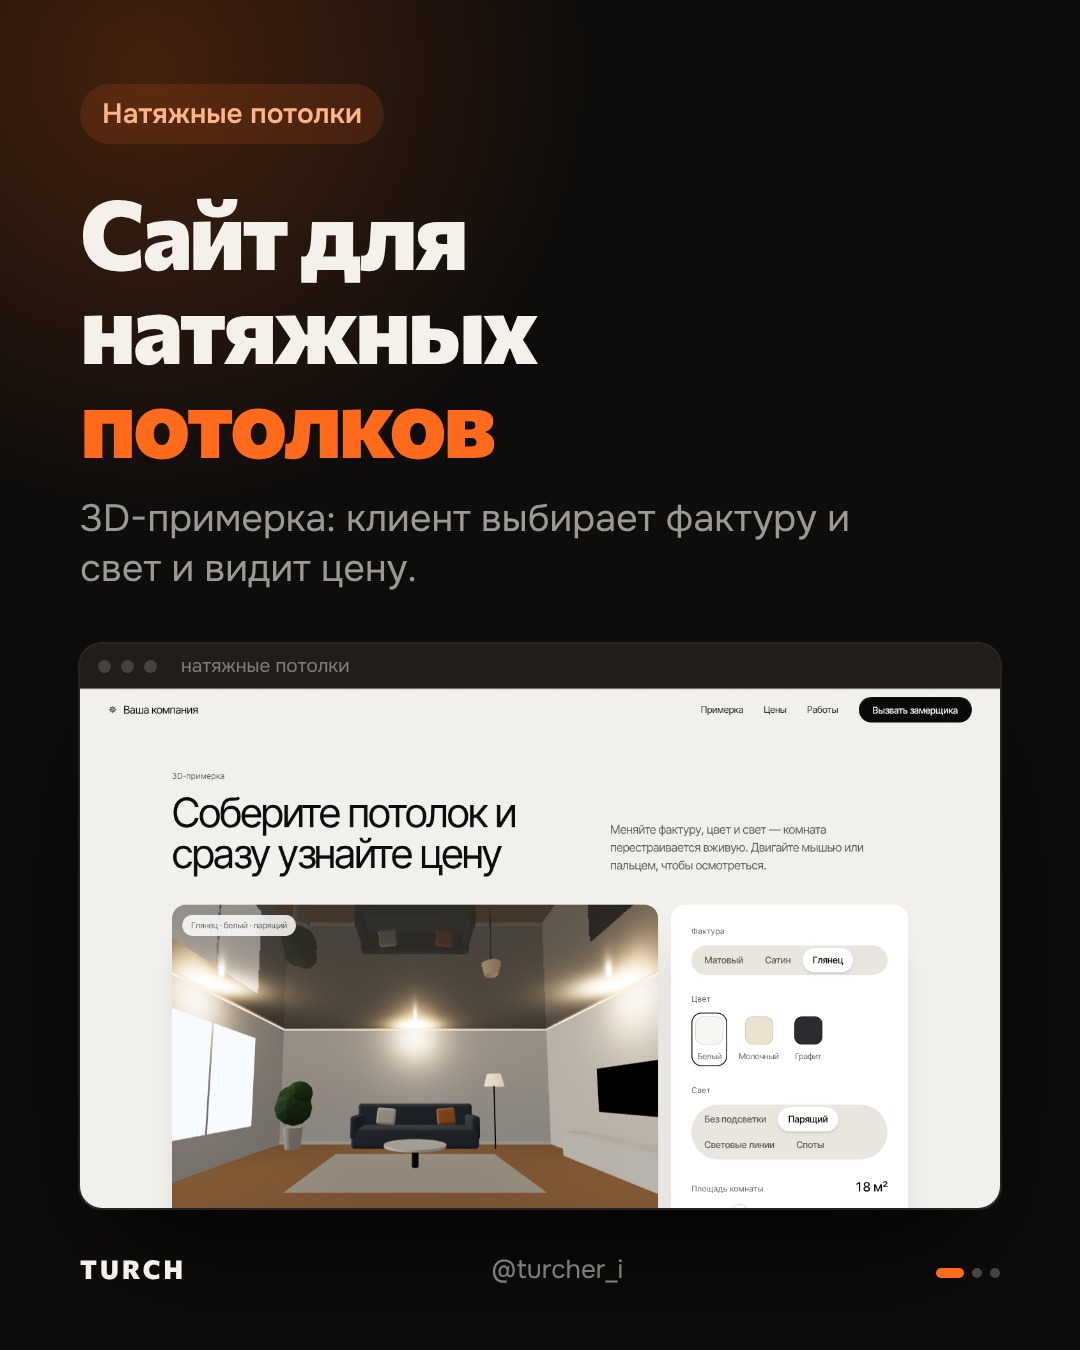 Натяжные потолки
Сайт для
натяжных
потолков
3D-примерка: клиент выбирает фактуру и
свет и видит цену.
натяжные потолки
Ваша компания
Примерка Цены Работы Вызвать замерщика
3D-примерка
Соберите потолок и
сразу узнайте цену
Меняйте фактуру, цвет и свет — комната
перестраивается вживую. Двигайте мышью или
пальцем, чтобы осмотреться.
Глянец · белый · парящий
Фактура
Матовый Сатин Глянец
Цвет
Белый Молочный Графит
Свет
Без подсветки Парящий
Световые линии Споты
Площадь комнаты 18 м²
TURCH @turcher_i